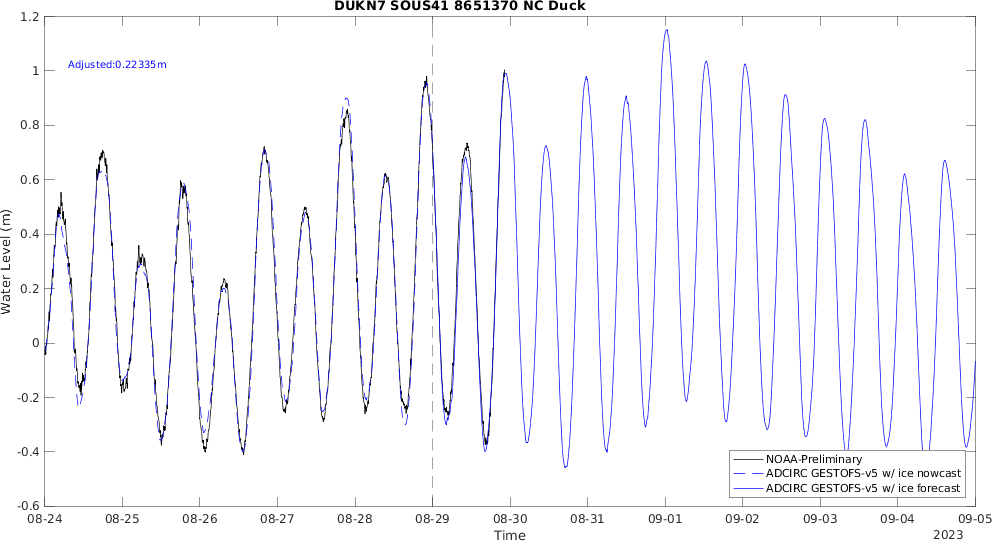 DUKN7 SOUS41 8651370 NC Duck
Adjusted:0.22335m
1.2
1
0.8
0.6
0.4
0.2
0
-0.2
-0.4
-0.6
Water Level (m)
NOAA-Preliminary
ADCIRC GESTOFS-v5 w/ ice nowcast
ADCIRC GESTOFS-v5 w/ ice forecast
08-24 08-25 08-26 08-27 08-28 08-29 08-30 08-31 09-01 09-02 09-03 09-04 09-05
Time
2023